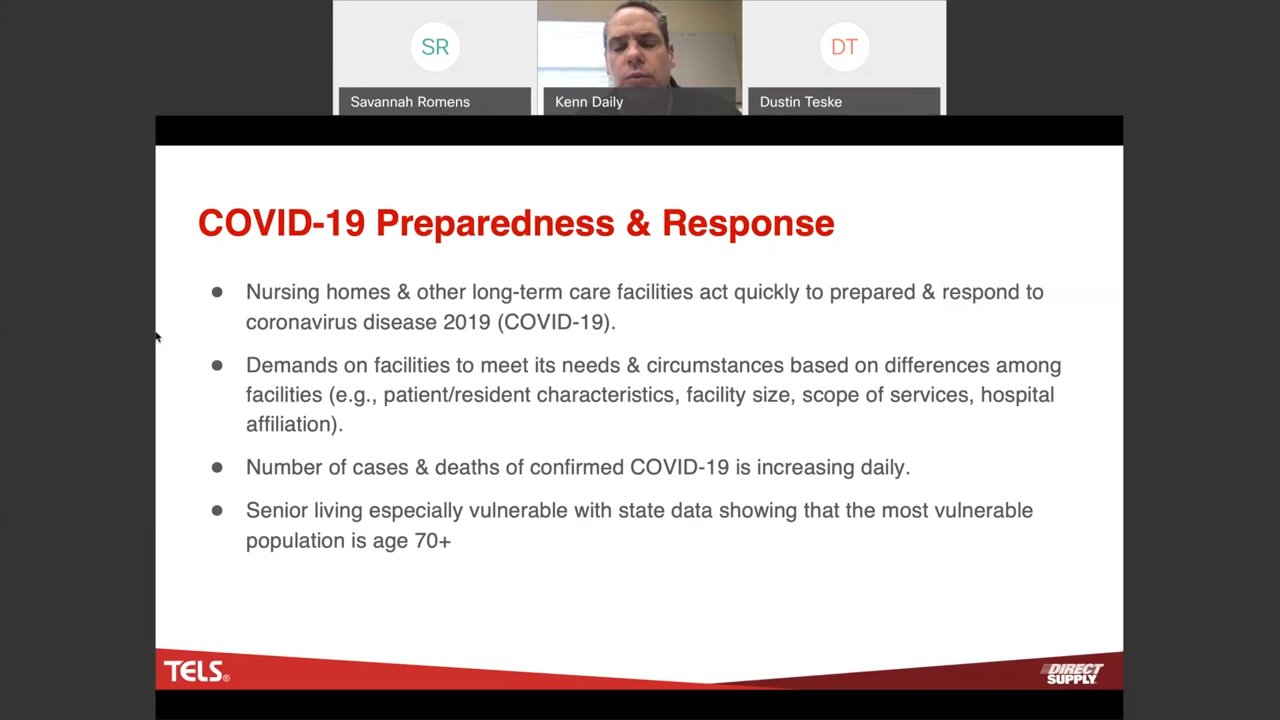 SR
DT
Savannah Romens
Kenn Daily
Dustin Teske
COVID-19 Preparedness & Response
● Nursing homes & other long-term care facilities act quickly to prepared & respond to
coronavirus disease 2019 (COVID-19).
● Demands on facilities to meet its needs & circumstances based on differences among
facilities (e.g., patient/resident characteristics, facility size, scope of services, hospital
affiliation).
● Number of cases & deaths of confirmed COVID-19 is increasing daily.
● Senior living especially vulnerable with state data showing that the most vulnerable
population is age 70+
TELS®
DIRECT
SUPPLY